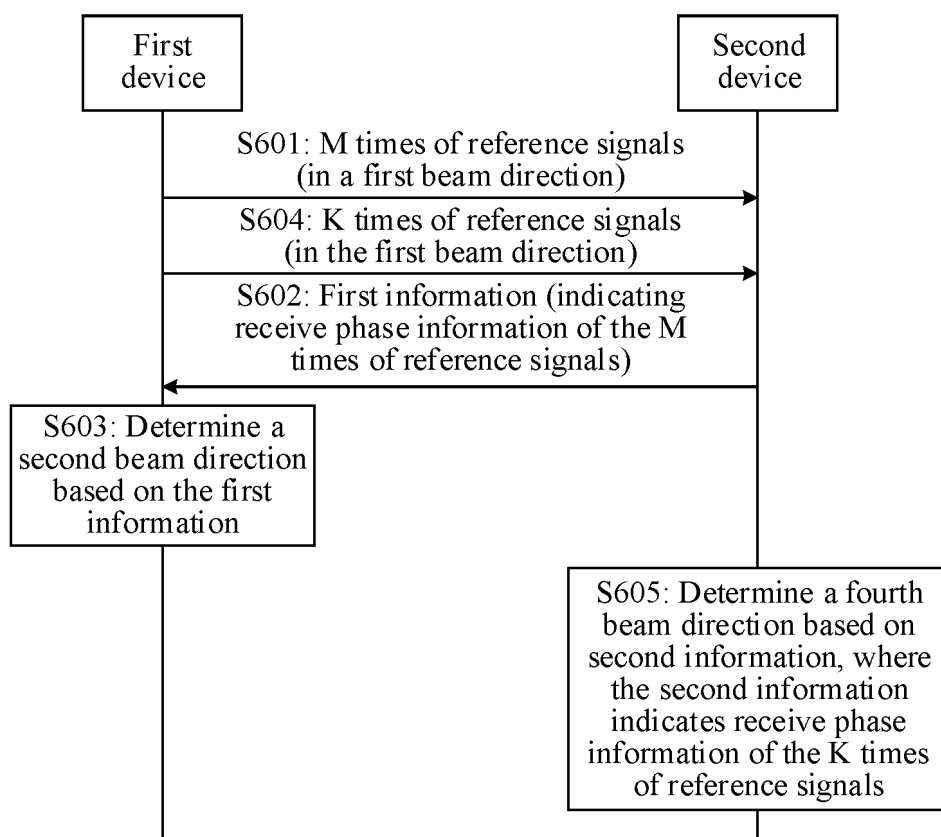 First
device
Second
device
S601: M times of reference signals
(in a first beam direction)
S604: K times of reference signals
(in the first beam direction)
S602: First information (indicating
receive phase information of the M
times of reference signals)
S603: Determine a
second beam direction
based on the first
information
S605: Determine a fourth
beam direction based on
second information, where
the second information
indicates receive phase
information of the K times
of reference signals